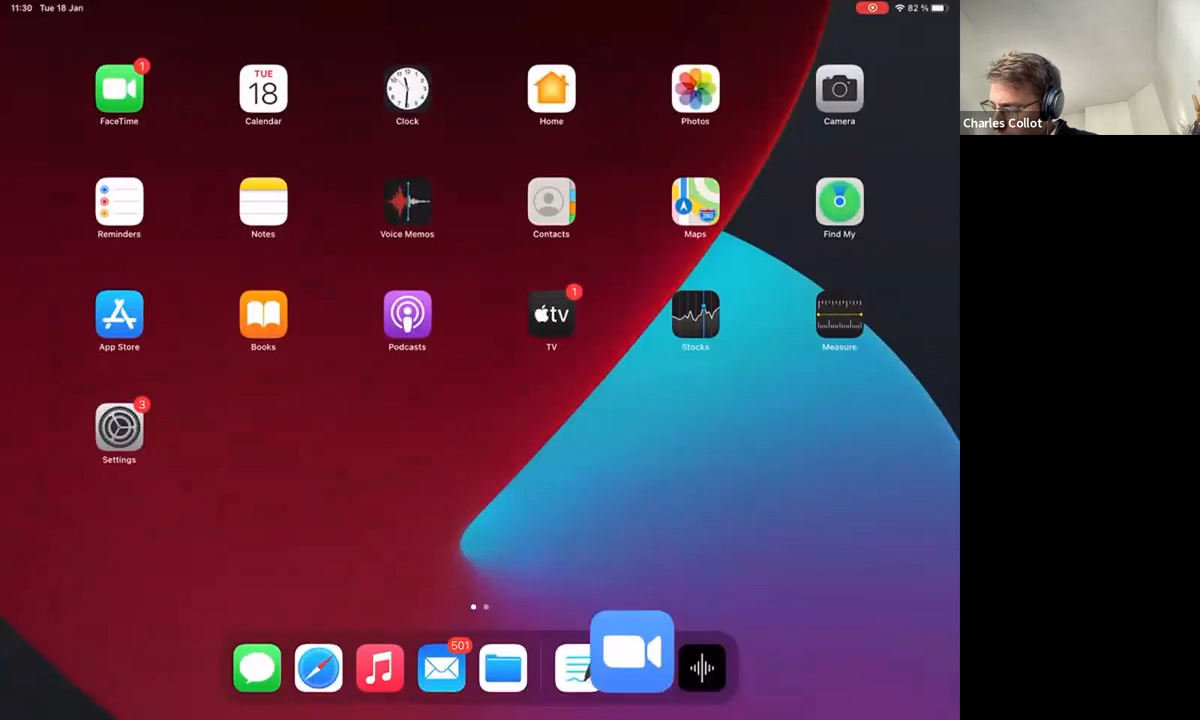 11:30 Tue 18 Jan
82 %
1
TUE
18
FaceTime
Calendar
Clock
Home
Photos
Camera
Charles Collot
280
Reminders
Notes
Voice Memos
Contacts
Maps
Find My
1
tv
App Store
Books
Podcasts
TV
Stocks
Measure
3
Settings
501